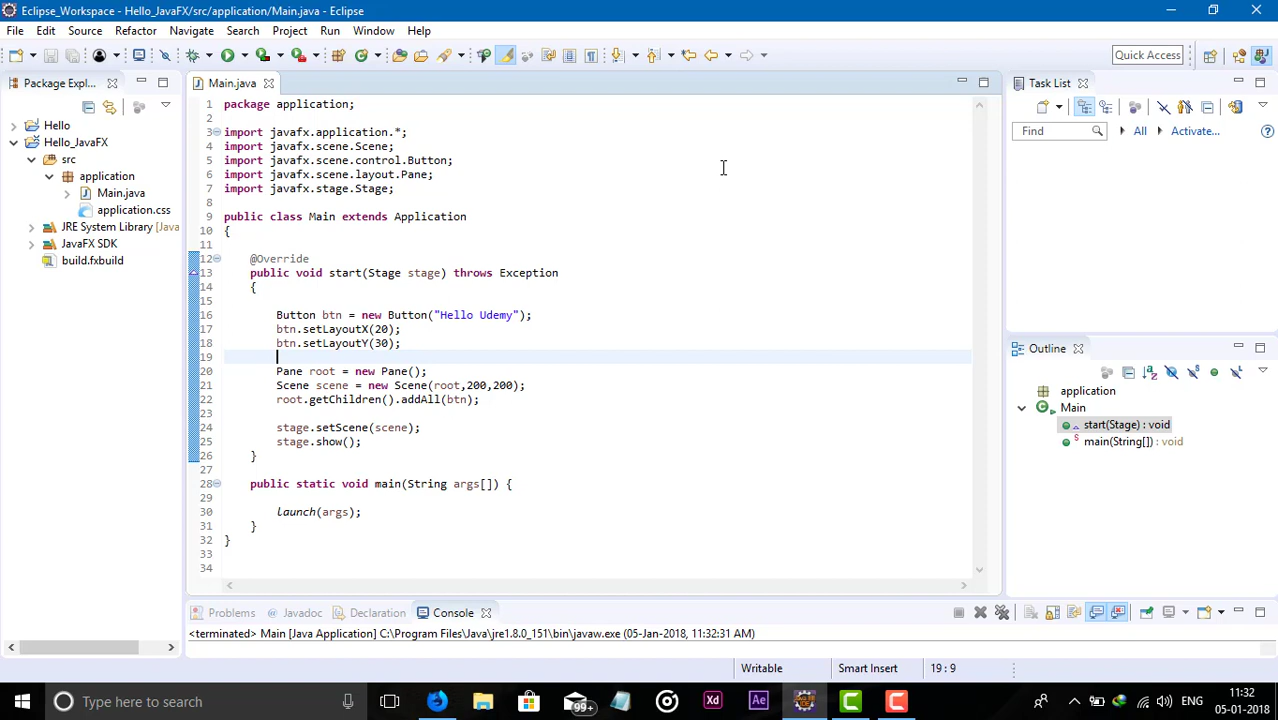 Eclipse_Workspace - Hello_JavaFX/src/application/Main.java - Eclipse
File Edit Source Refactor Navigate Search Project Run Window Help
Quick Access
Package Expl...
Main.java
Task List
Hello
Hello_JavaFX
src
application
Main.java
application.css
JRE System Library [Java
JavaFX SDK
build.fxbuild
1 package application;
2
3 import javafx.application.*;
4 import javafx.scene.Scene;
5 import javafx.scene.control.Button;
6 import javafx.scene.layout.Pane;
7 import javafx.stage.Stage;
8
9 public class Main extends Application
10 {
11
12 @Override
13 public void start(Stage stage) throws Exception
14 {
15
16 Button btn = new Button("Hello Udemy");
17 btn.setLayoutX(20);
18 btn.setLayoutY(30);
19
20 Pane root = new Pane();
21 Scene scene = new Scene(root,200,200);
22 root.getChildren().addAll(btn);
23
24 stage.setScene(scene);
25 stage.show();
26 }
27
28 public static void main(String args[]) {
29
30 launch(args);
31 }
32 }
33
34
Find All Activate...
Outline
application
Main
start(Stage) : void
main(String[]) : void
Problems Javadoc Declaration Console
<terminated> Main [Java Application] C:\Program Files\Java\jre1.8.0_151\bin\javaw.exe (05-Jan-2018, 11:32:31 AM)
Writable Smart Insert 19 : 9
Type here to search
99+
Xd
Ae
ENG
11:32
05-01-2018